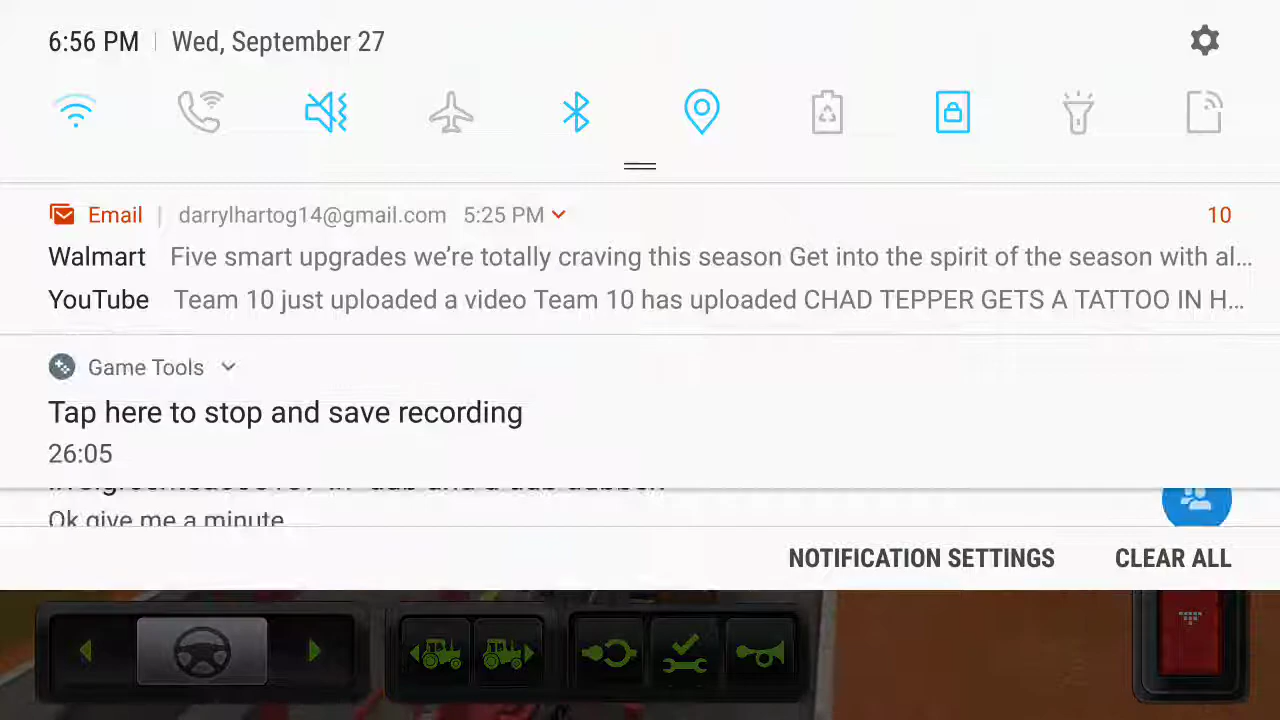 6:56 PM | Wed, September 27
Email | darrylhartog14@gmail.com 5:25 PM 10
Walmart Five smart upgrades we're totally craving this season Get into the spirit of the season with al...
YouTube Team 10 just uploaded a video Team 10 has uploaded CHAD TEPPER GETS A TATTOO IN H...
Game Tools
Tap here to stop and save recording
26:05
Ok give me a minute
NOTIFICATION SETTINGS CLEAR ALL